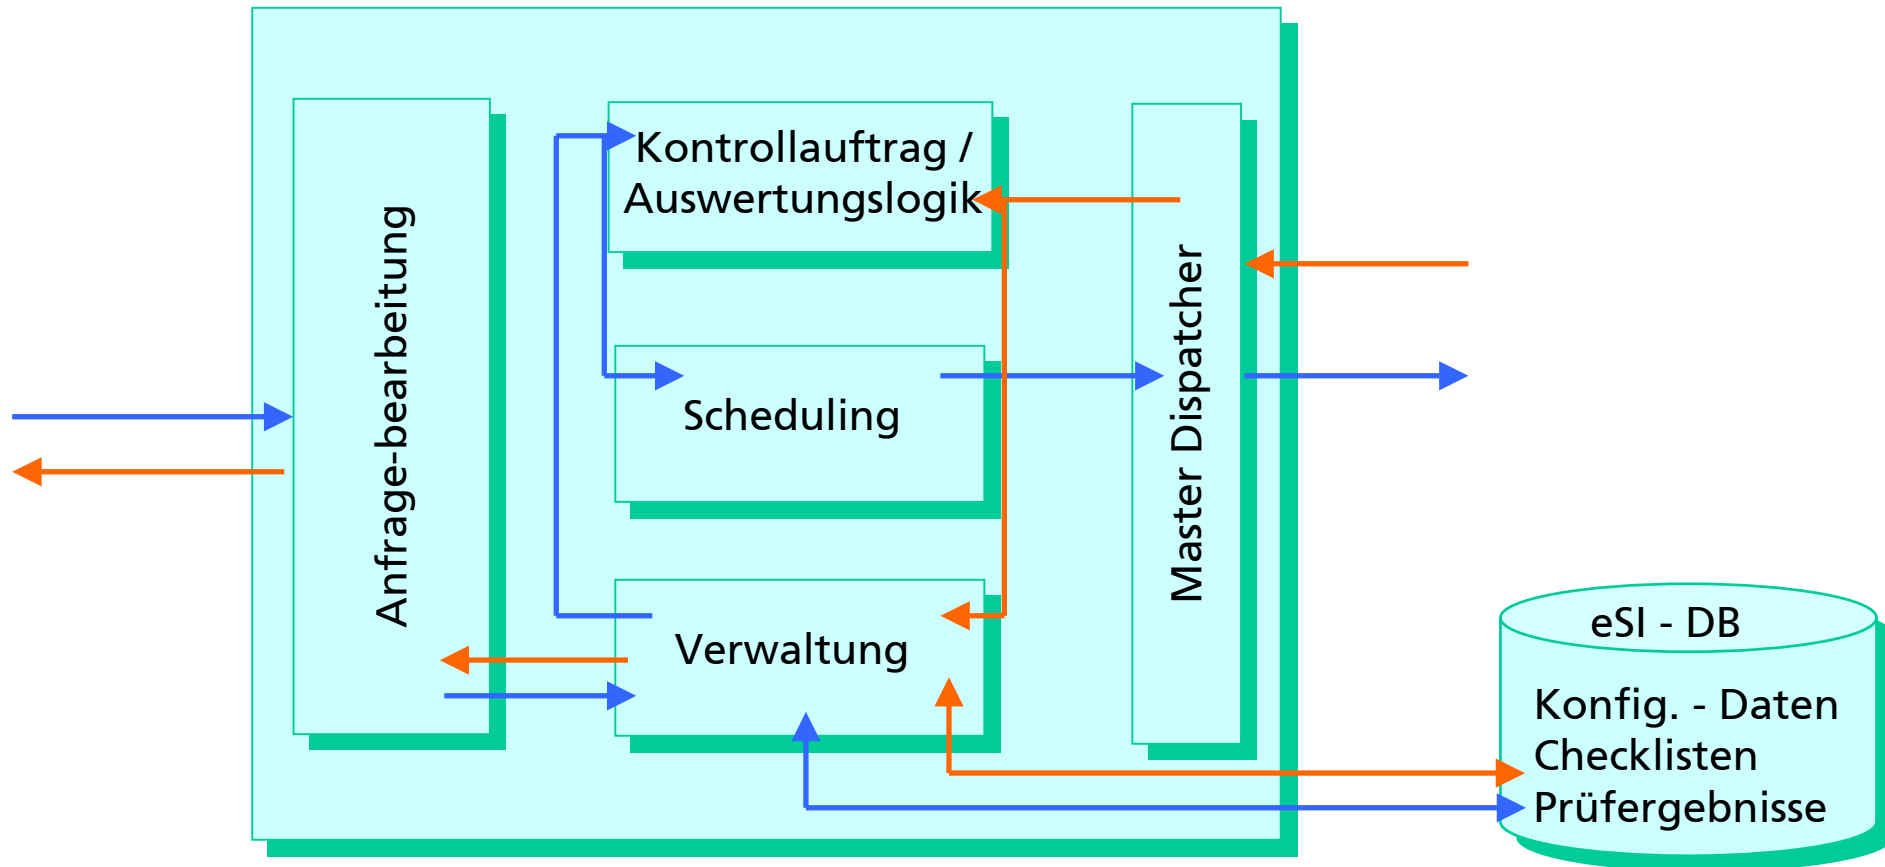 Anfrage-bearbeitung
Kontrollauftrag /
Auswertungslogik
Scheduling
Verwaltung
Master Dispatcher
eSI - DB
Konfig. - Daten
Checklisten
Prüfergebnisse